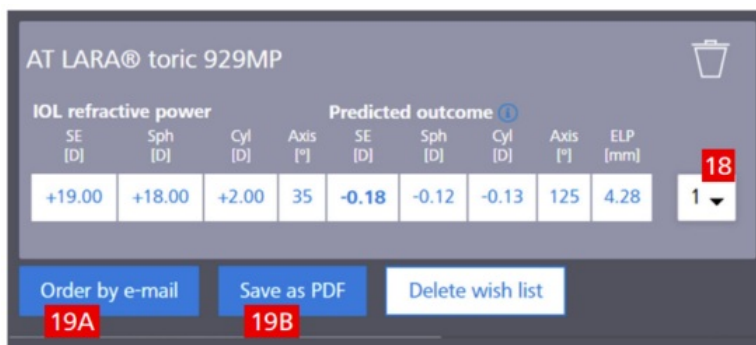 AT LARA® toric 929MP
IOL refractive power Predicted outcome i
SE Sph Cyl Axis SE Sph Cyl Axis ELP
[D] [D] [D] [°] [D] [D] [D] [°] [mm]
18
+19.00 +18.00 +2.00 35 -0.18 -0.12 -0.13 125 4.28 1
Order by e-mail Save as PDF Delete wish list
19A 19B